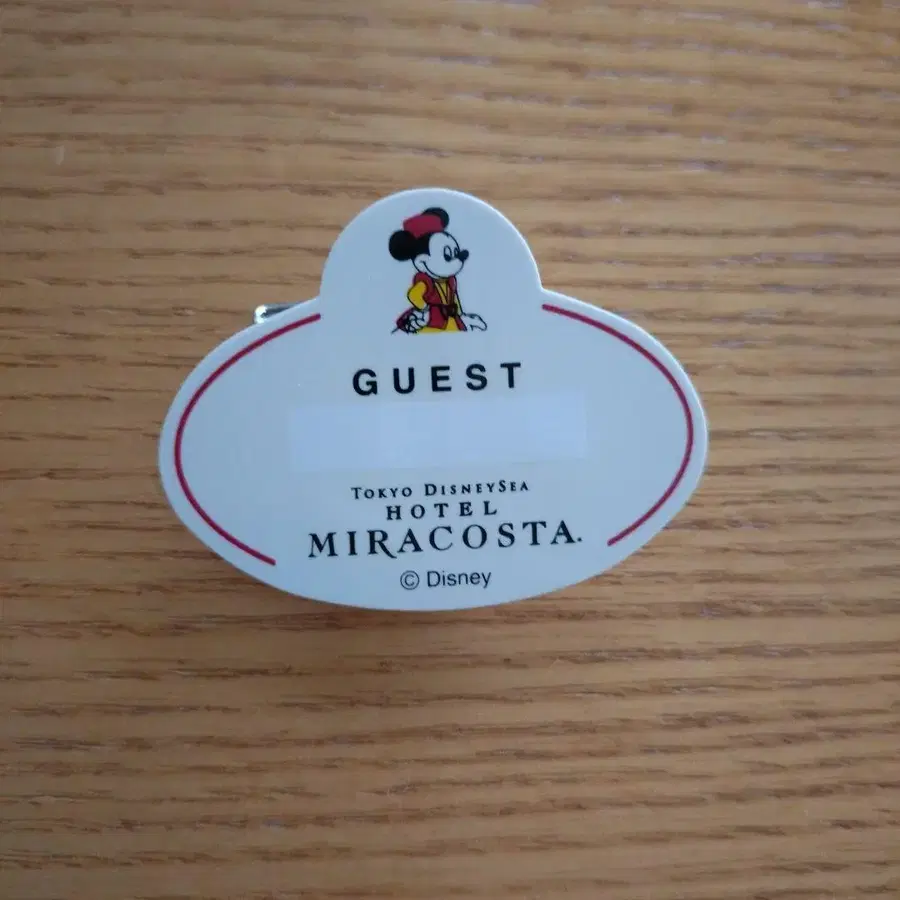 GUEST
TOKYO DISNEYSEA
HOTEL
MIRACOSTA.
© Disney